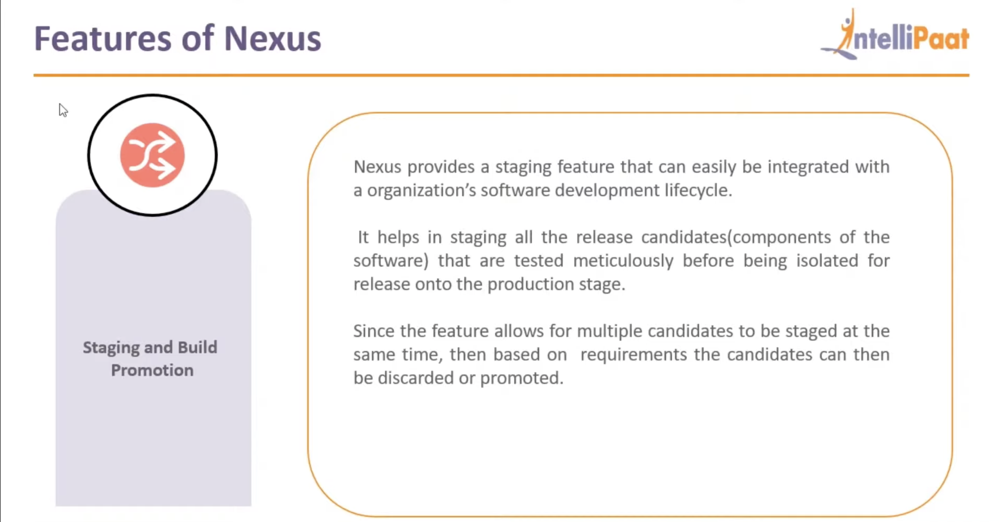 Features of Nexus
IntelliPaat
Staging and Build
Promotion
Nexus provides a staging feature that can easily be integrated with
a organization’s software development lifecycle.
It helps in staging all the release candidates(components of the
software) that are tested meticulously before being isolated for
release onto the production stage.
Since the feature allows for multiple candidates to be staged at the
same time, then based on  requirements the candidates can then
be discarded or promoted.